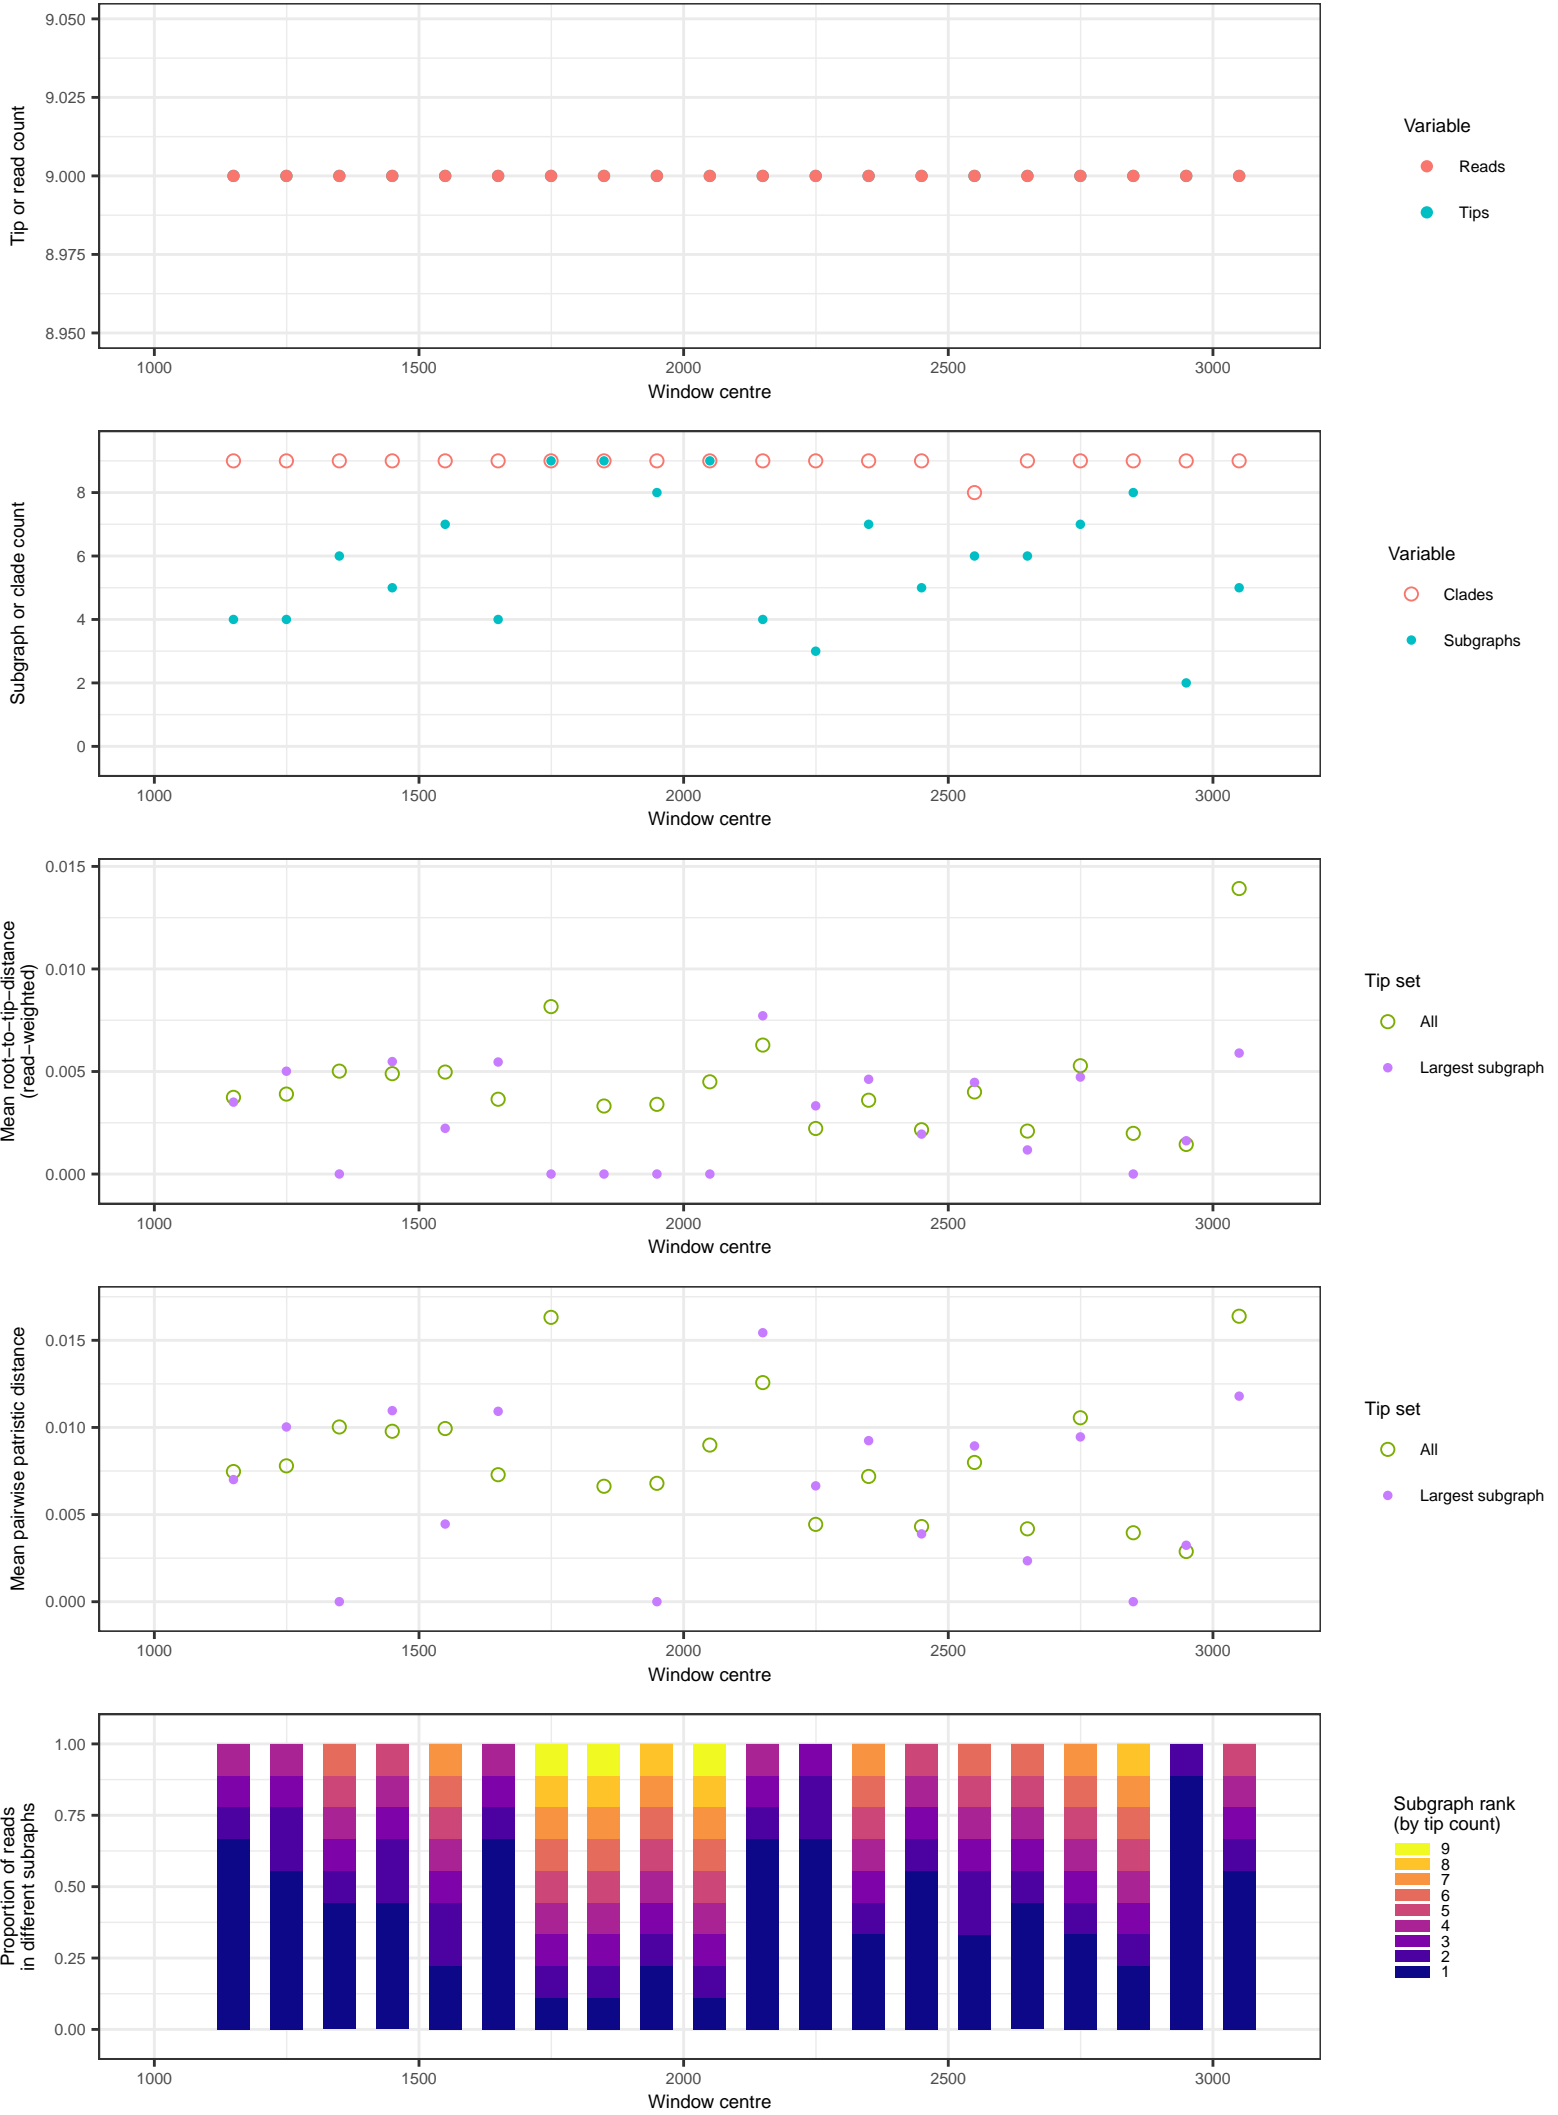 Tip or read count
9.050
9.025
9.000
8.975
8.950
1000 1500 2000 2500 3000
Window centre
Variable
Reads
Tips
Subgraph or clade count
8
6
4
2
0
1000 1500 2000 2500 3000
Window centre
Variable
Clades
Subgraphs
Mean root−to−tip−distance
(read−weighted)
0.015
0.010
0.005
0.000
1000 1500 2000 2500 3000
Window centre
Tip set
All
Largest subgraph
Mean pairwise patristic distance
0.015
0.010
0.005
0.000
1000 1500 2000 2500 3000
Window centre
Tip set
All
Largest subgraph
Proportion of reads
in different subraphs
1.00
0.75
0.50
0.25
0.00
1000 1500 2000 2500 3000
Window centre
Subgraph rank
(by tip count)
9
8
7
6
5
4
3
2
1